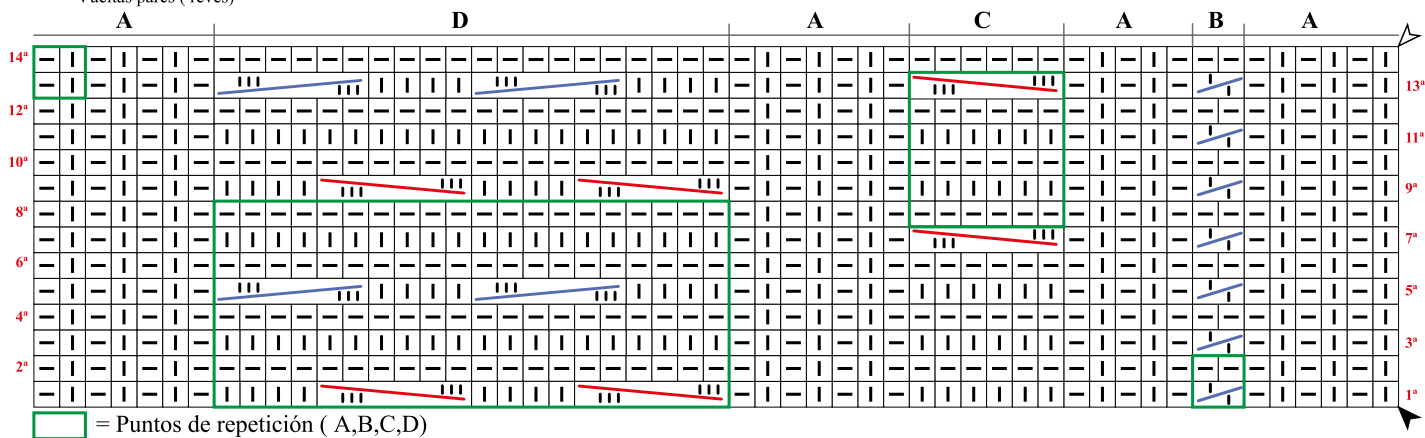 Vueltas pares ( revés)
A D A C A B A
14ª
13ª
12ª
11ª
10ª
9ª
8ª
7ª
6ª
5ª
4ª
3ª
2ª
1ª
= Puntos de repetición ( A,B,C,D)